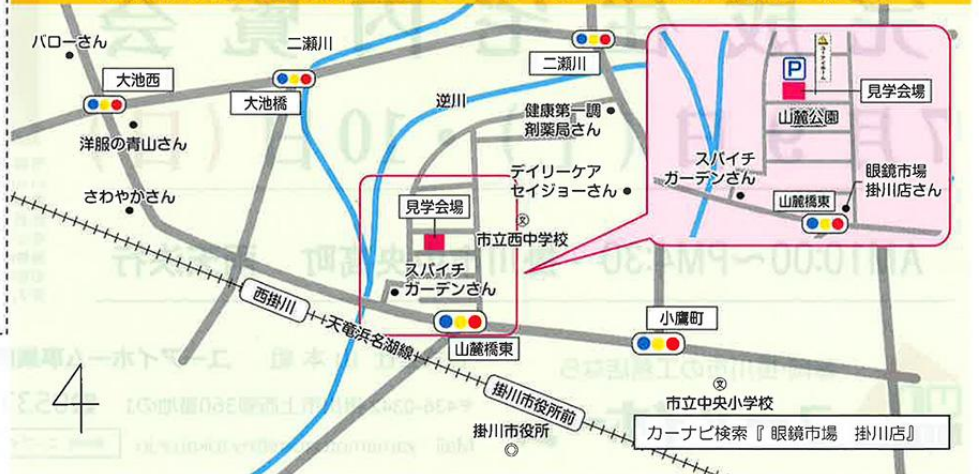 バローさん
大池西
洋服の青山さん
さわやかさん
二瀬川
大池橋
逆川
二瀬川
健康第一調
剤薬局さん
デイリーケア
セイジョーさん
文
市立西中学校
見学会場
スパイチ
ガーデンさん
西掛川
天竜浜名湖線
山麓橋東
小鷹町
掛川市役所前
掛川市役所
文
市立中央小学校
カーナビ検索『眼鏡市場 掛川店』
P
見学会場
山麓公園
スパイチ
ガーデンさん
眼鏡市場
掛川店さん
山麓橋東